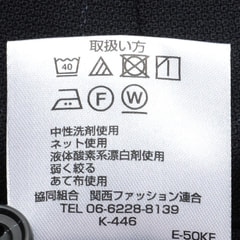 取扱い方
40
F W
中性洗剤使用
ネット使用
液体酸素系漂白剤使用
弱く絞る
あて布使用
協同組合 関西ファッション連合
TEL 06-6228-8139
K-446
E-50KF